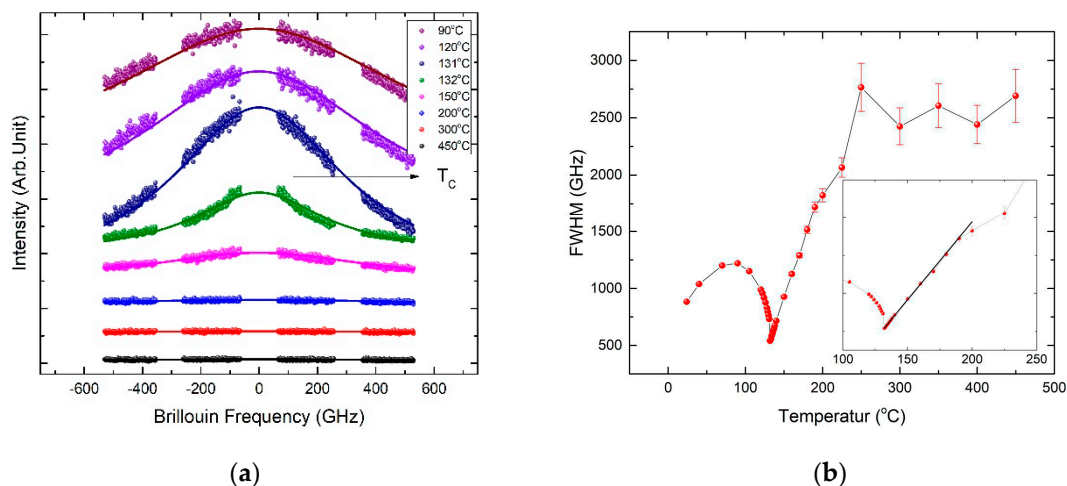 90°C
120°C
131°C
132°C
150°C
200°C
300°C
450°C
T_C
Intensity (Arb.Unit)
-600 -400 -200 0 200 400 600
Brillouin Frequency (GHz)
(a)
3000
2500
2000
1500
1000
500
FWHM (GHz)
100 150 200 250
0 100 200 300 400 500
Temperatur (°C)
(b)